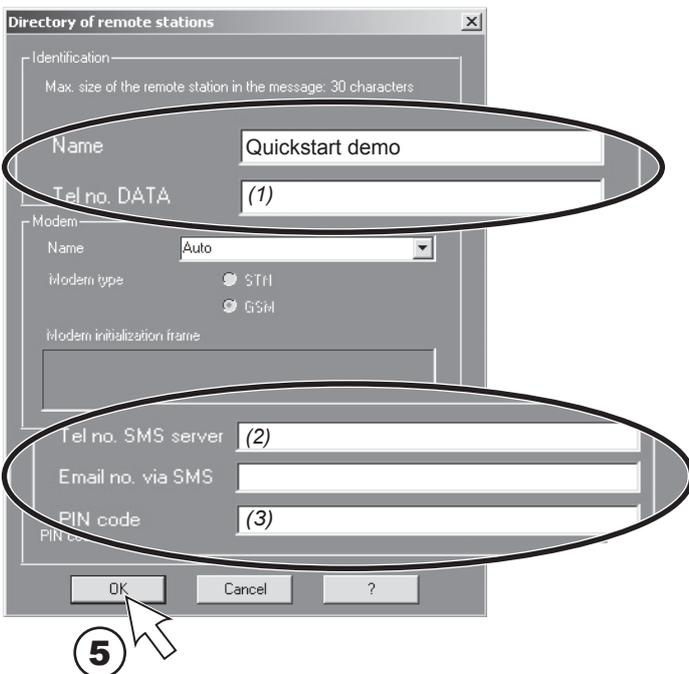 Directory of remote stations
Identification
Max. size of the remote station in the message: 30 characters
Name Quickstart demo
Tel no. DATA (1)
Modem
Name Auto
Modem type STN
GSM
Modem initialization frame
Tel no. SMS server (2)
Email no. via SMS
PIN code (3)
PIN
OK Cancel ?
5